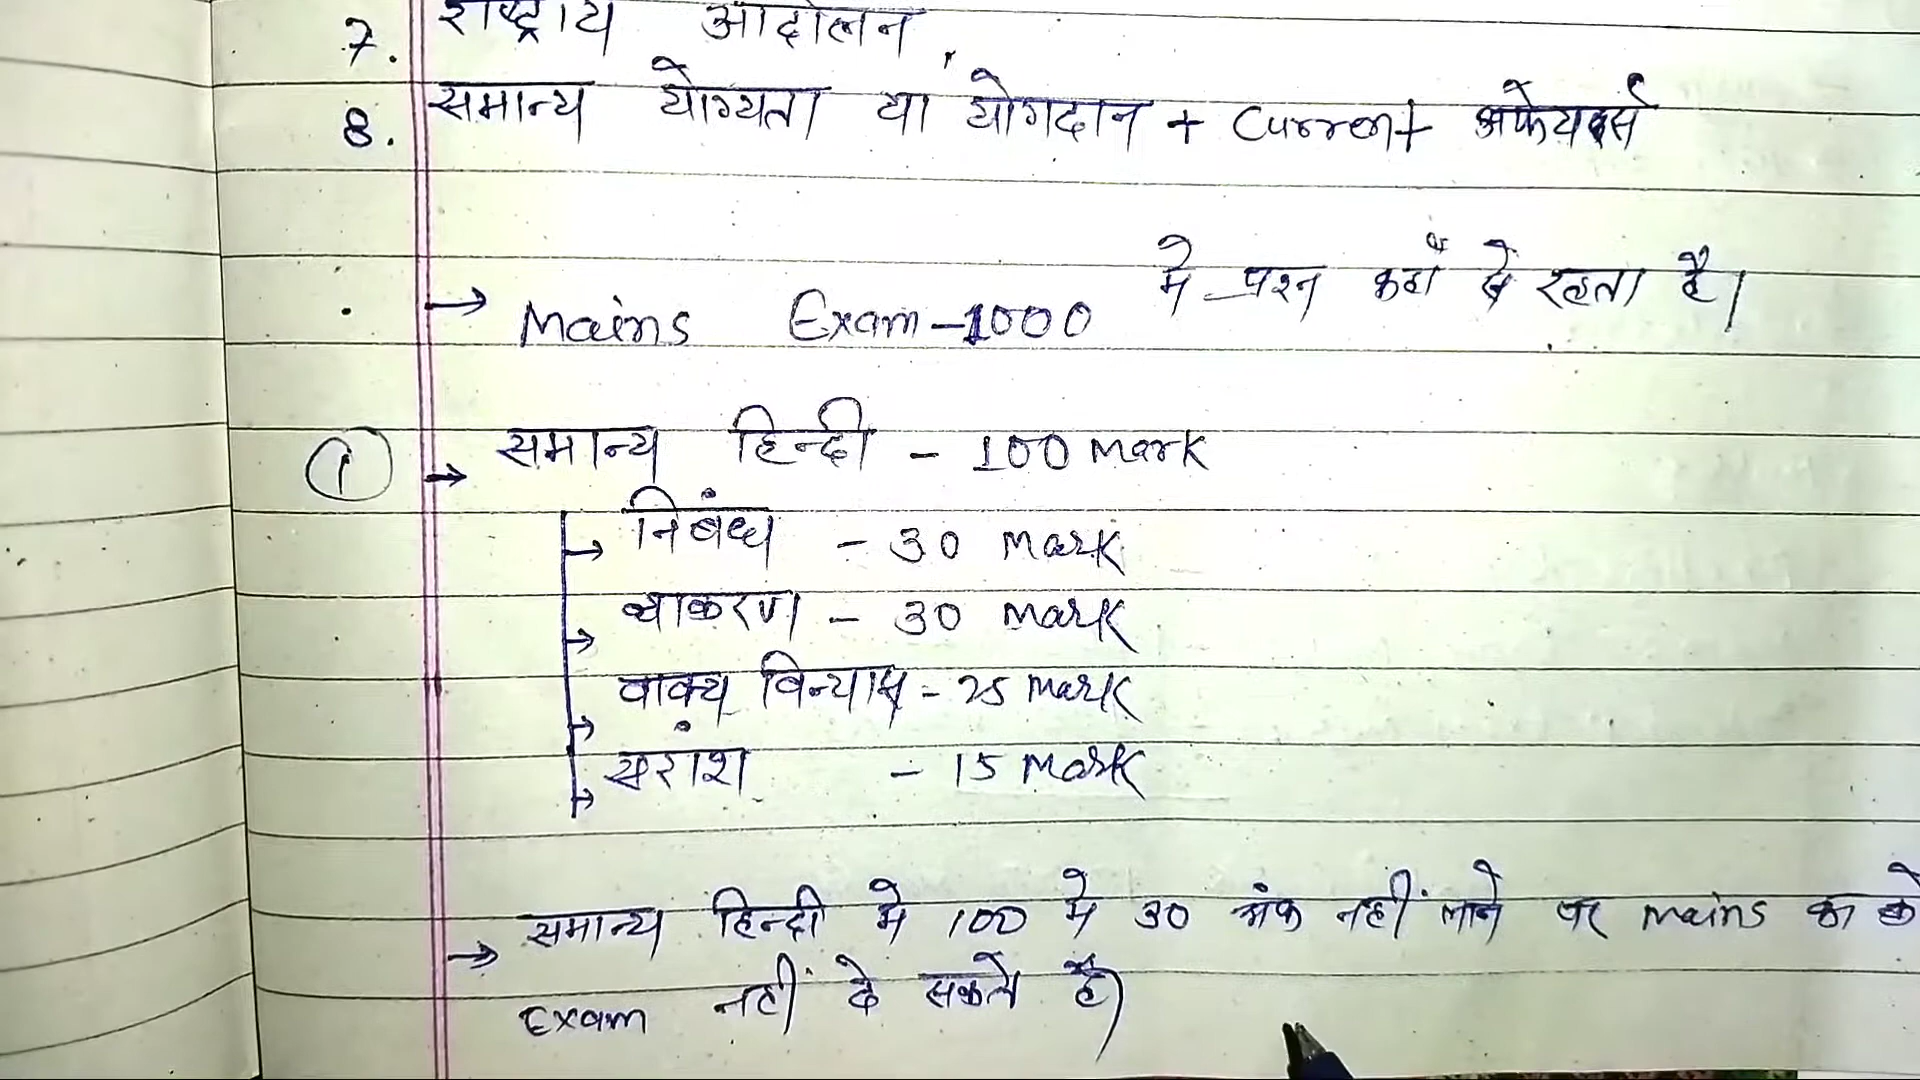 7. राष्ट्रीय आंदोलन
8. समान्य योग्यता या योगदान + Current अफेयर्स
→ Mains Exam-1000 मे प्रश्न कहाँ से रहता है।
① → समान्य हिन्दी - 100 mark
→ निबंध - 30 mark
→ व्याकरण - 30 mark
→ वाक्य विन्यास - 25 mark
→ सरांश - 15 mark
→ समान्य हिन्दी मे 100 मे 30 अंक नहीं लाने पर mains का
Exam नहीं दे सकते है।